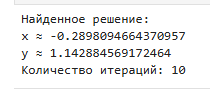 Найденное решение:
x ≈ -0.2898094664370957
y ≈ 1.142884569172464
Количество итераций: 10